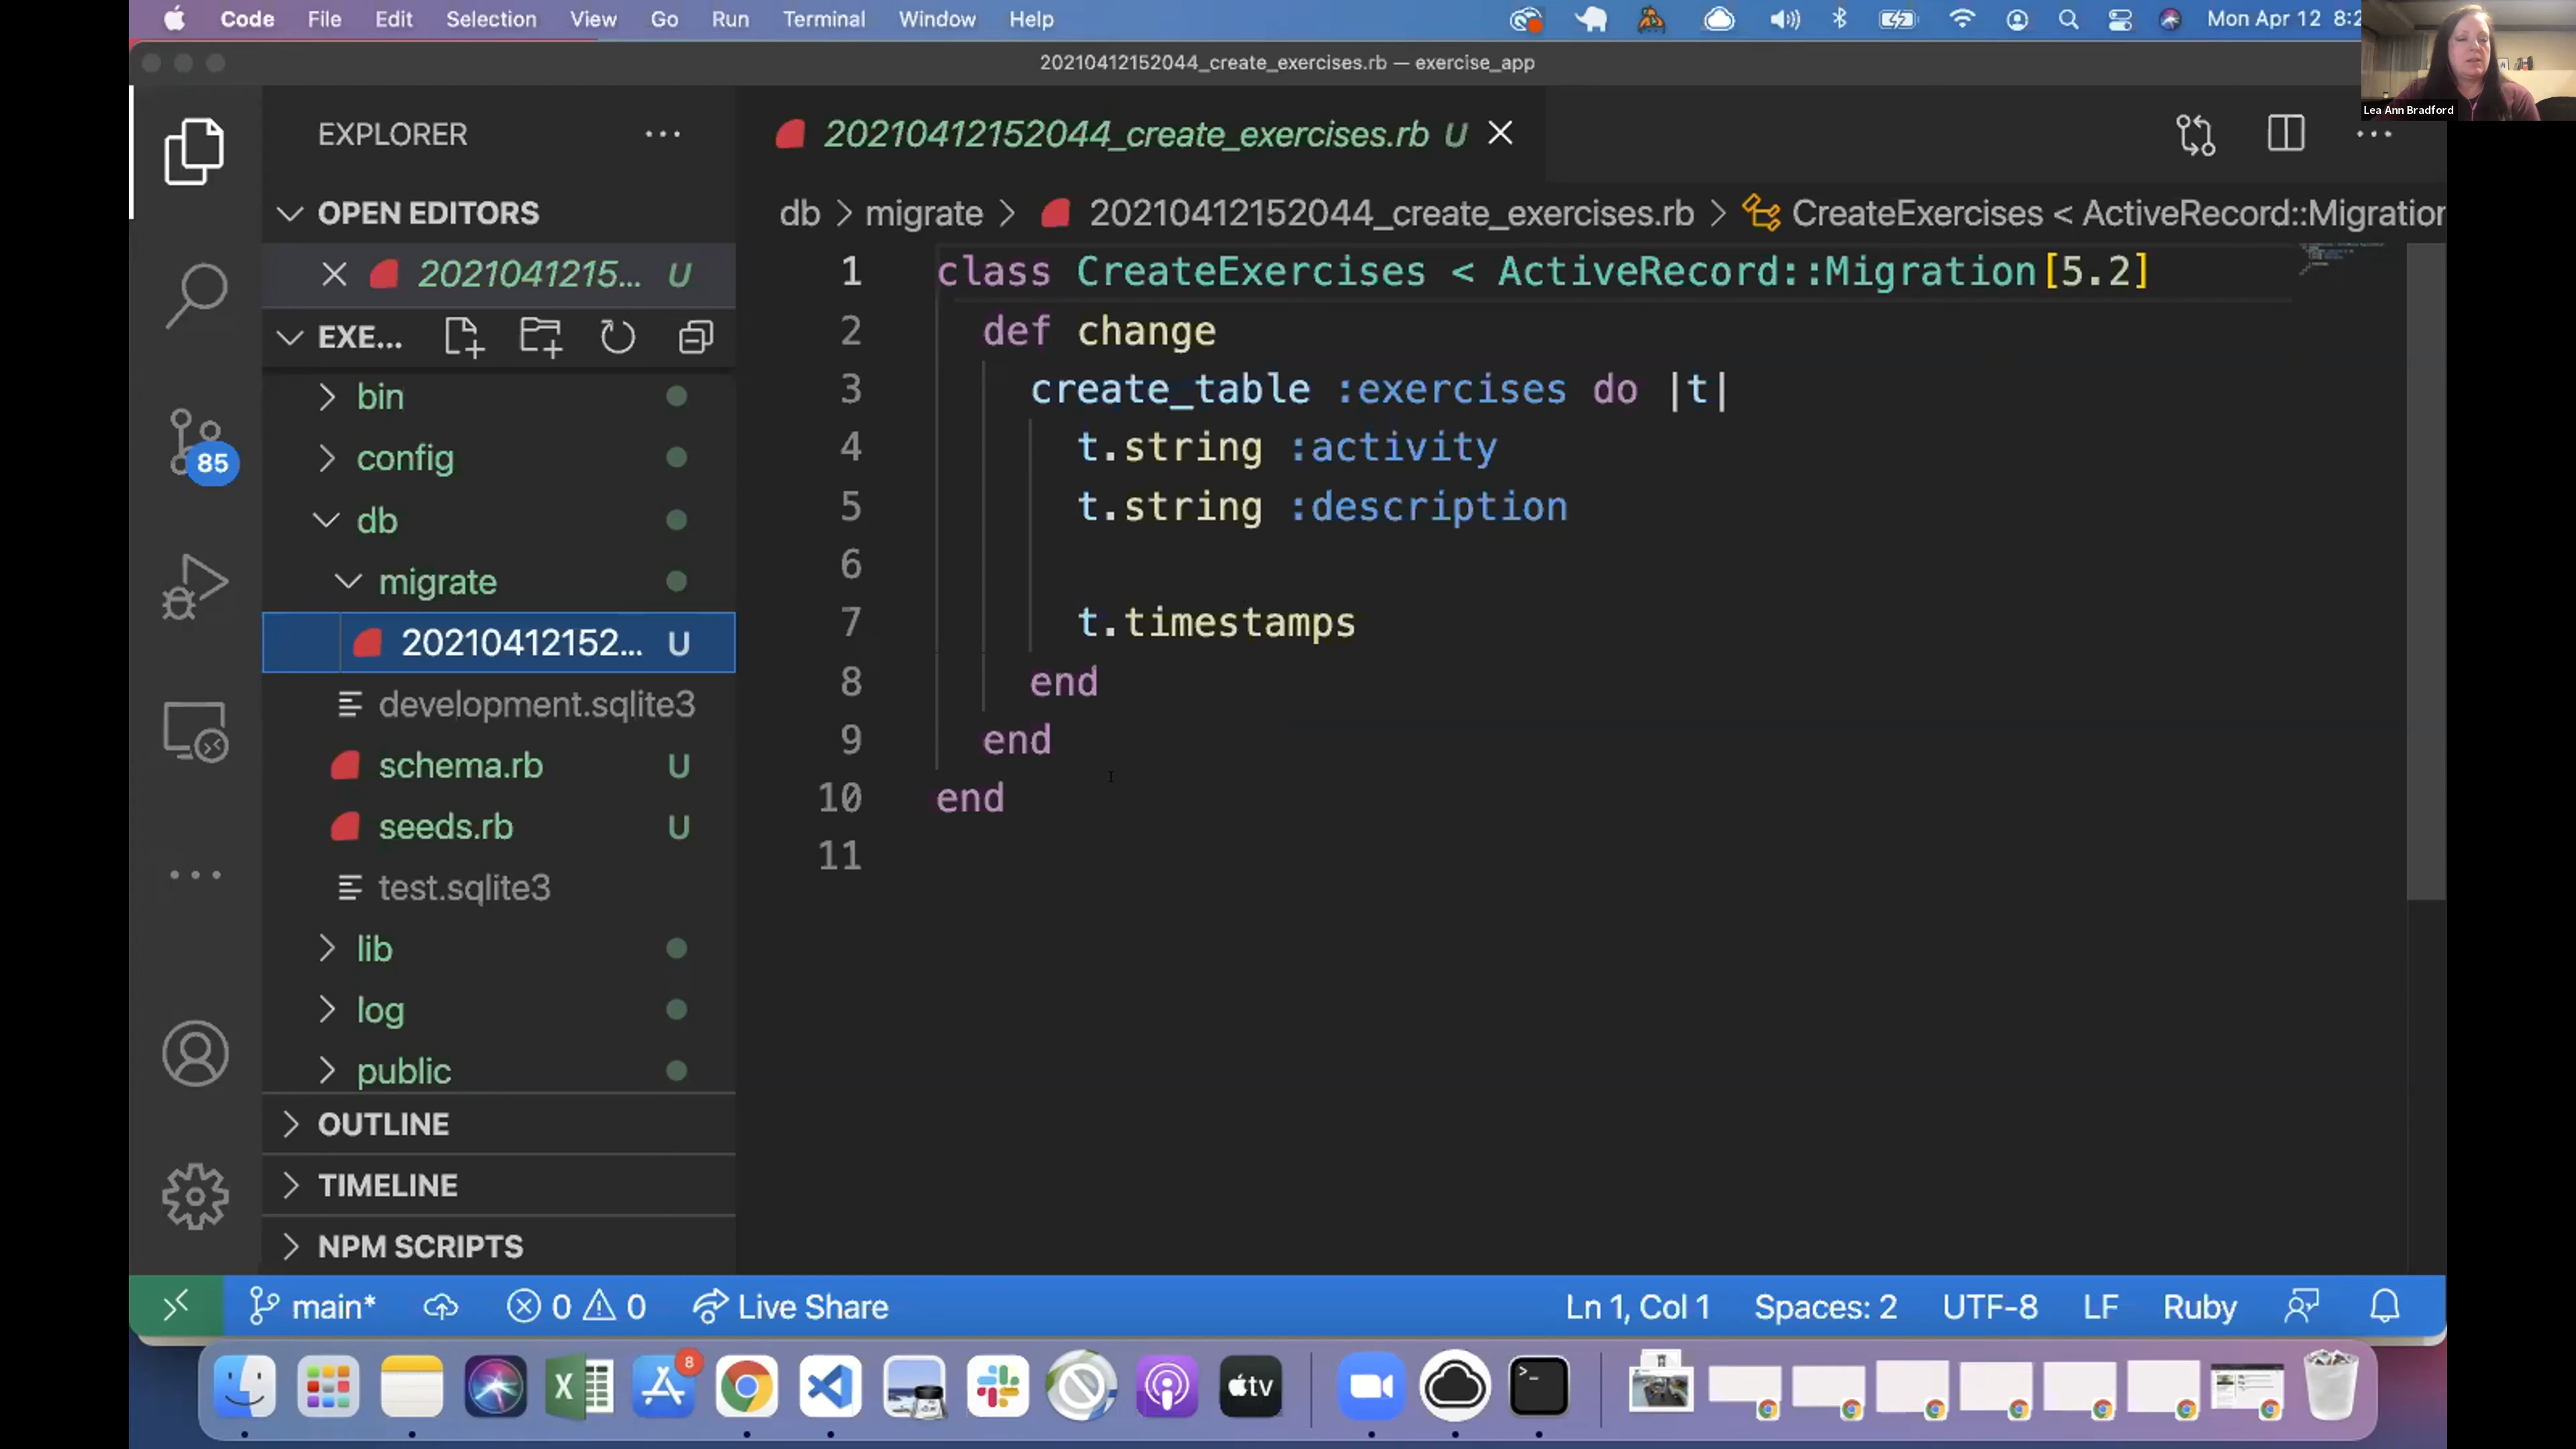 Code File Edit Selection View Go Run Terminal Window Help Mon Apr 12 8:2
Lea Ann Bradford
20210412152044_create_exercises.rb — exercise_app
EXPLORER ...
20210412152044_create_exercises.rb U
OPEN EDITORS
db > migrate > 20210412152044_create_exercises.rb > CreateExercises < ActiveRecord::Migration
2021041215... U
EXE...
bin
config
85
db
migrate
20210412152... U
development.sqlite3
schema.rb U
seeds.rb U
test.sqlite3
lib
log
public
OUTLINE
TIMELINE
NPM SCRIPTS
1 class CreateExercises < ActiveRecord::Migration[5.2]
2 def change
3 create_table :exercises do |t|
4 t.string :activity
5 t.string :description
6
7 t.timestamps
8 end
9 end
10 end
11
main* 0 0 Live Share Ln 1, Col 1 Spaces: 2 UTF-8 LF Ruby
8
tv